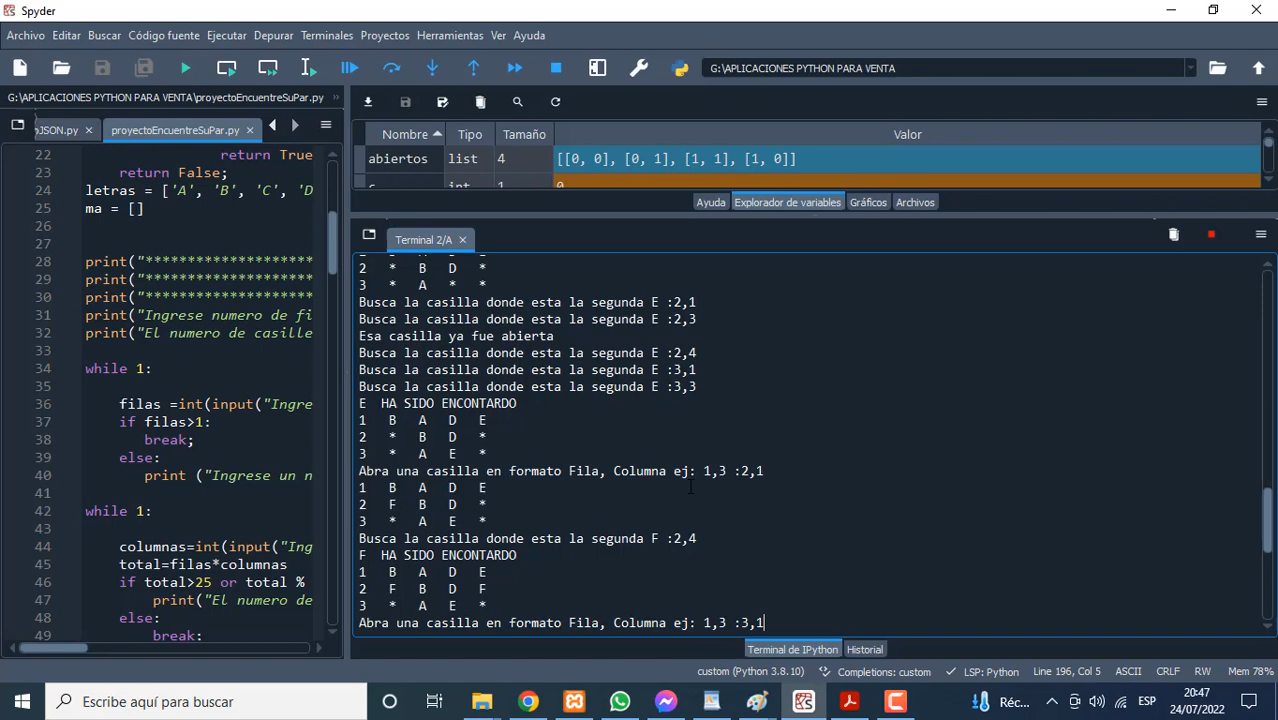 Spyder
Archivo Editar Buscar Código fuente Ejecutar Depurar Terminales Proyectos Herramientas Ver Ayuda
G:\APLICACIONES PYTHON PARA VENTA
G:\APLICACIONES PYTHON PARA VENTA\proyectoEncuentreSuPar.py
oJSON.py
proyectoEncuentreSuPar.py
22 return True
23 return False;
24 letras = ['A', 'B', 'C', 'D
25 ma = []
26
27
28 print("********************
29 print("********************
30 print("********************
31 print("Ingrese numero de fi
32 print("El numero de casille
33
34 while 1:
35
36 filas =int(input("Ingre
37 if filas>1:
38 break;
39 else:
40 print ("Ingrese un n
41
42 while 1:
43
44 columnas=int(input("Ing
45 total=filas*columnas
46 if total>25 or total %
47 print("El numero de
48 else:
49 break:
Nombre Tipo Tamaño Valor
abiertos list 4 [[0, 0], [0, 1], [1, 1], [1, 0]]
c int 1 0
Ayuda Explorador de variables Gráficos Archivos
Terminal 2/A
2 * B D *
3 * A * *
Busca la casilla donde esta la segunda E :2,1
Busca la casilla donde esta la segunda E :2,3
Esa casilla ya fue abierta
Busca la casilla donde esta la segunda E :2,4
Busca la casilla donde esta la segunda E :3,1
Busca la casilla donde esta la segunda E :3,3
E HA SIDO ENCONTARDO
1 B A D E
2 * B D *
3 * A E *
Abra una casilla en formato Fila, Columna ej: 1,3 :2,1
1 B A D E
2 F B D *
3 * A E *
Busca la casilla donde esta la segunda F :2,4
F HA SIDO ENCONTARDO
1 B A D E
2 F B D F
3 * A E *
Abra una casilla en formato Fila, Columna ej: 1,3 :3,1
Terminal de IPython Historial
custom (Python 3.8.10) Completions: custom LSP: Python Line 196, Col 5 ASCII CRLF RW Mem 78%
Escribe aquí para buscar
Réc... ESP
20:47
24/07/2022